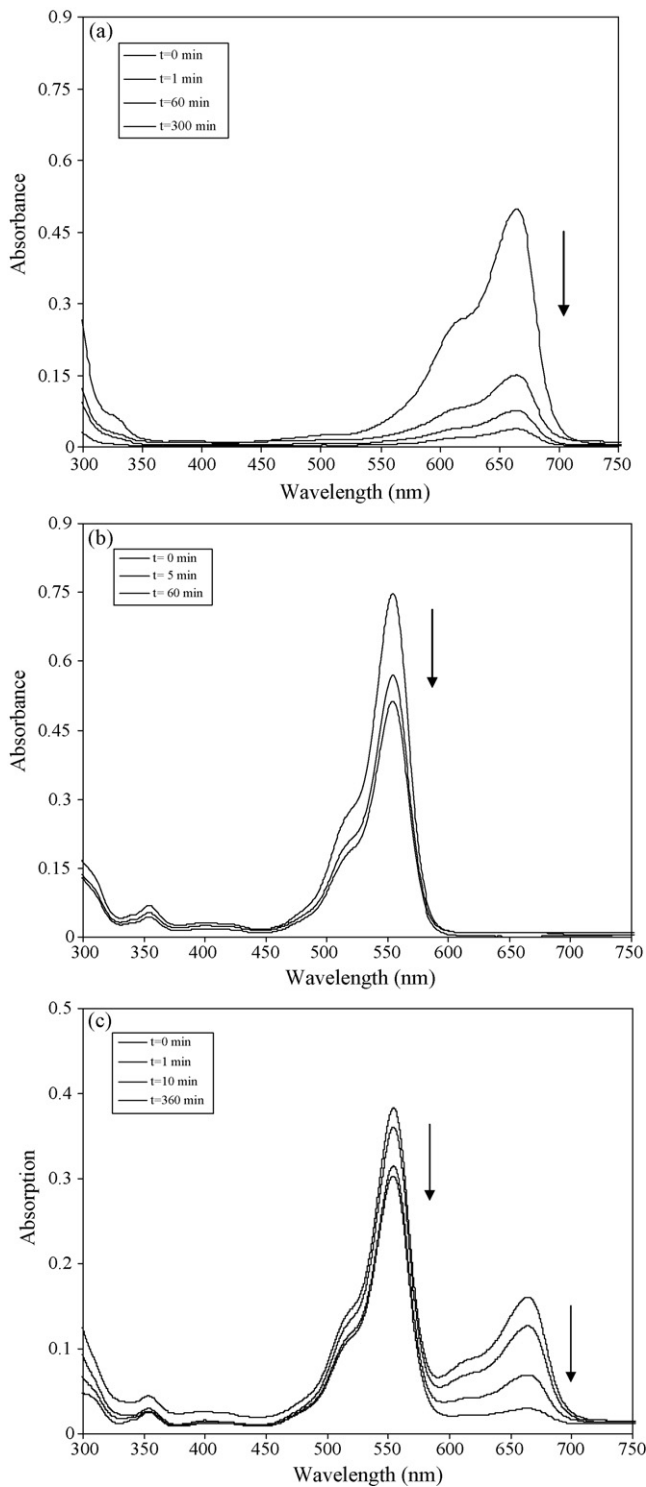 (a)
0.9
0.75
0.6
0.45
0.3
0.15
0
Absorbance
t=0 min
t=1 min
t=60 min
t=300 min
300 350 400 450 500 550 600 650 700 750
Wavelength (nm)
(b)
0.9
0.75
0.6
0.45
0.3
0.15
0
Absorbance
t= 0 min
t= 5 min
t= 60 min
300 350 400 450 500 550 600 650 700 750
Wavelength (nm)
(c)
0.5
0.4
0.3
0.2
0.1
0
Absorption
t=0 min
t=1 min
t=10 min
t=360 min
300 350 400 450 500 550 600 650 700 750
Wavelength (nm)